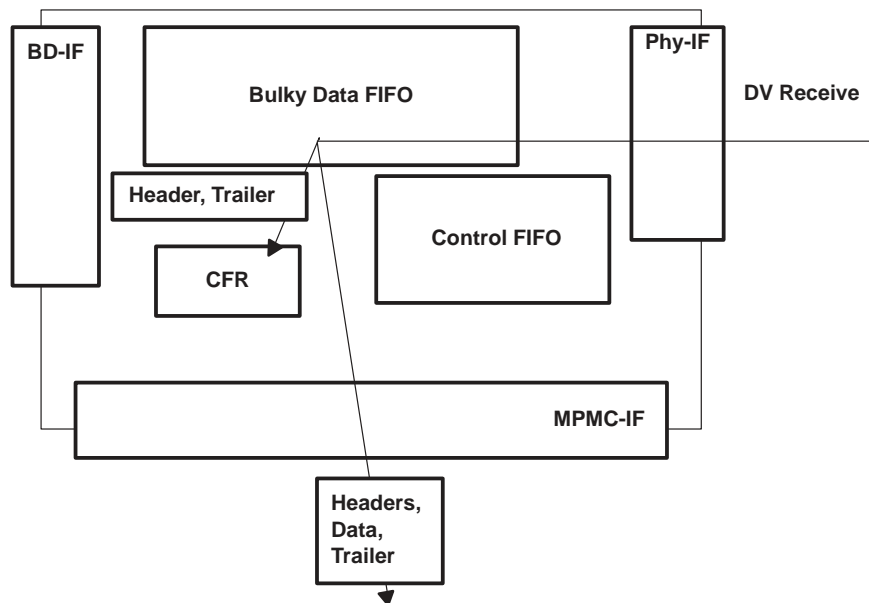 BD-IF
Phy-IF
Bulky Data FIFO
DV Receive
Header, Trailer
Control FIFO
CFR
MPMC-IF
Headers,
Data,
Trailer